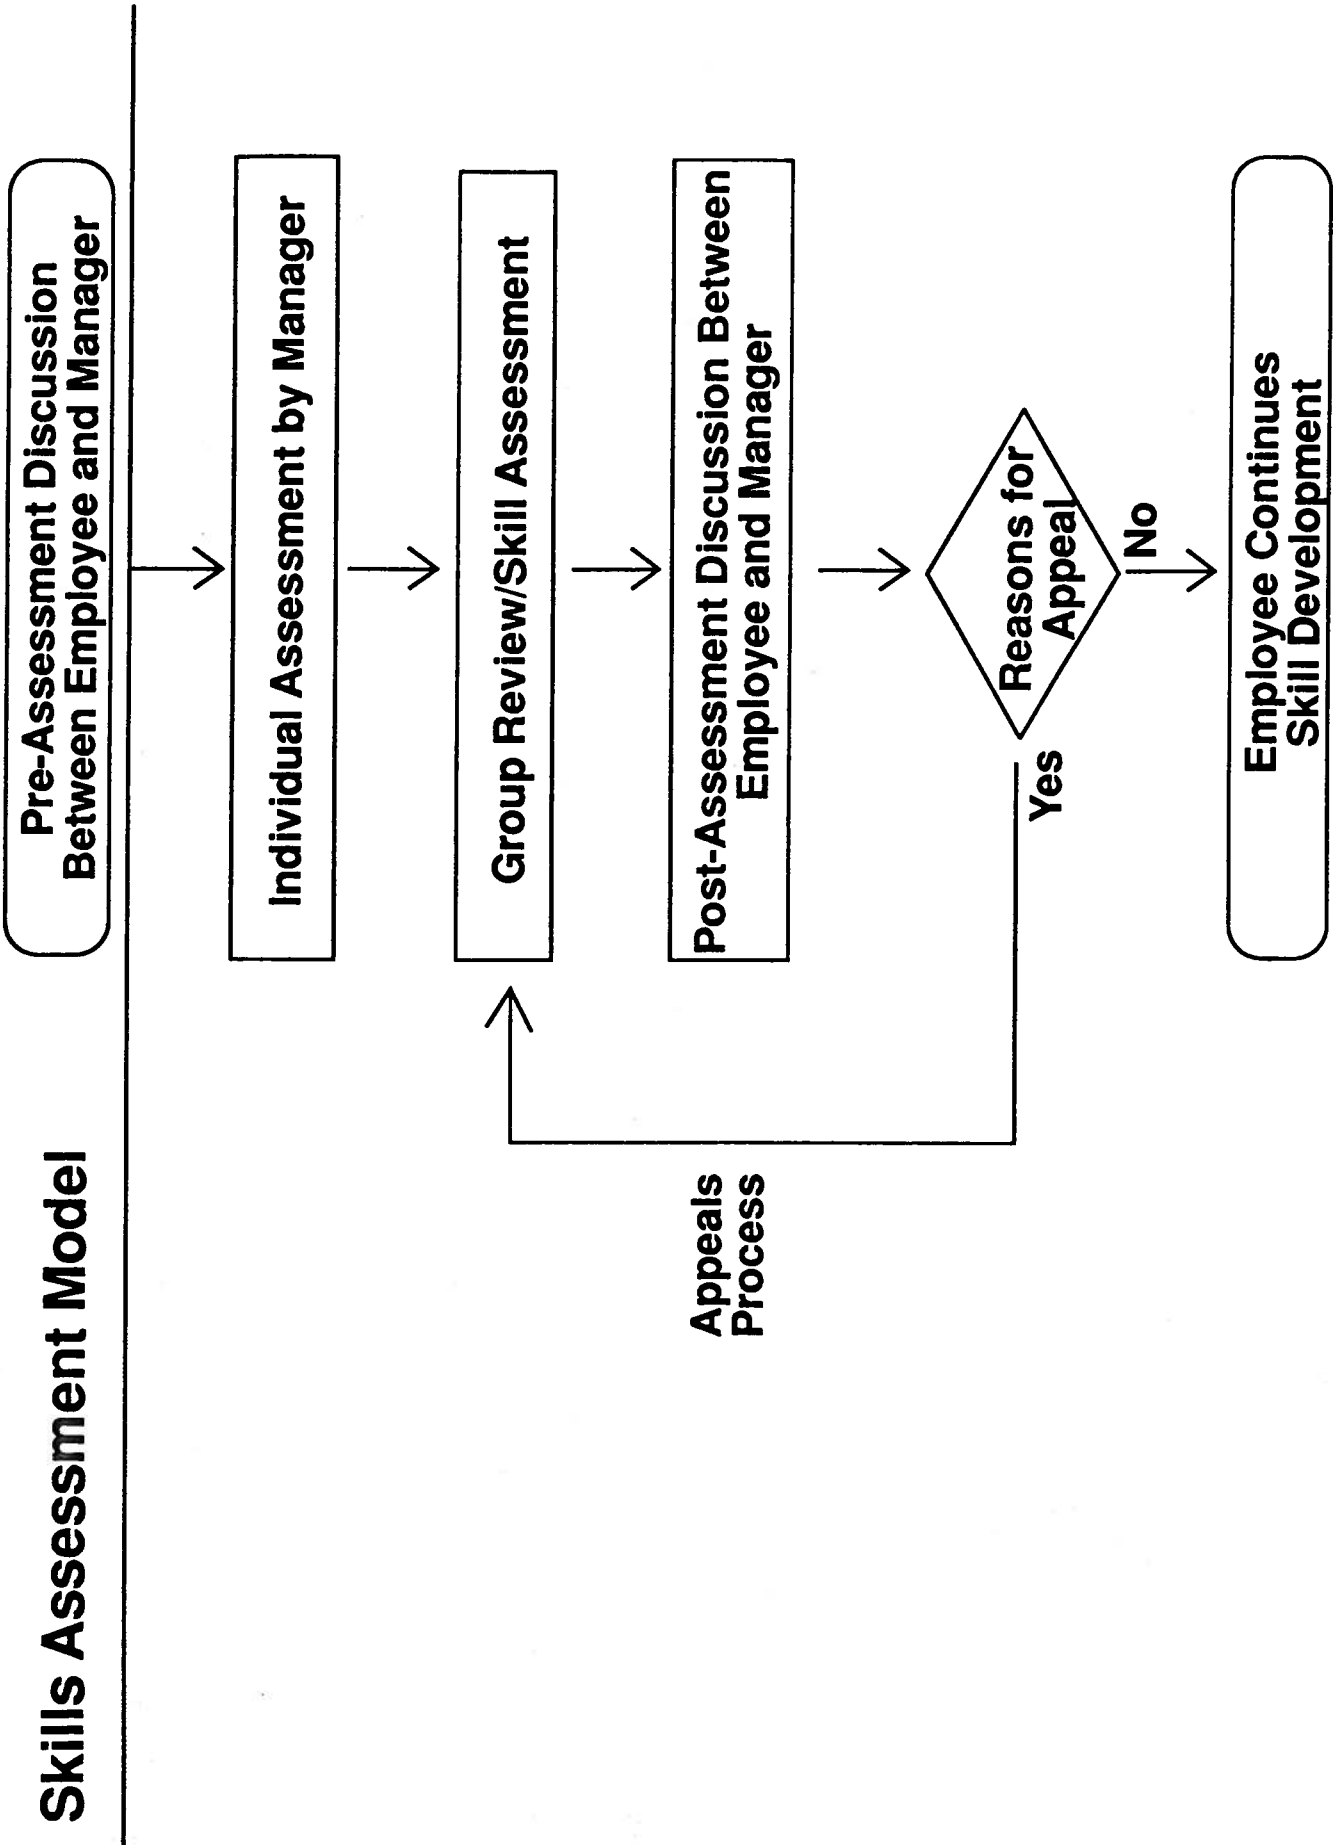 Skills Assessment Model
Pre-Assessment Discussion
Between Employee and Manager
Individual Assessment by Manager
Group Review/Skill Assessment
Post-Assessment Discussion Between
Employee and Manager
Appeals
Process
Reasons for
Appeal
Yes
No
Employee Continues
Skill Development